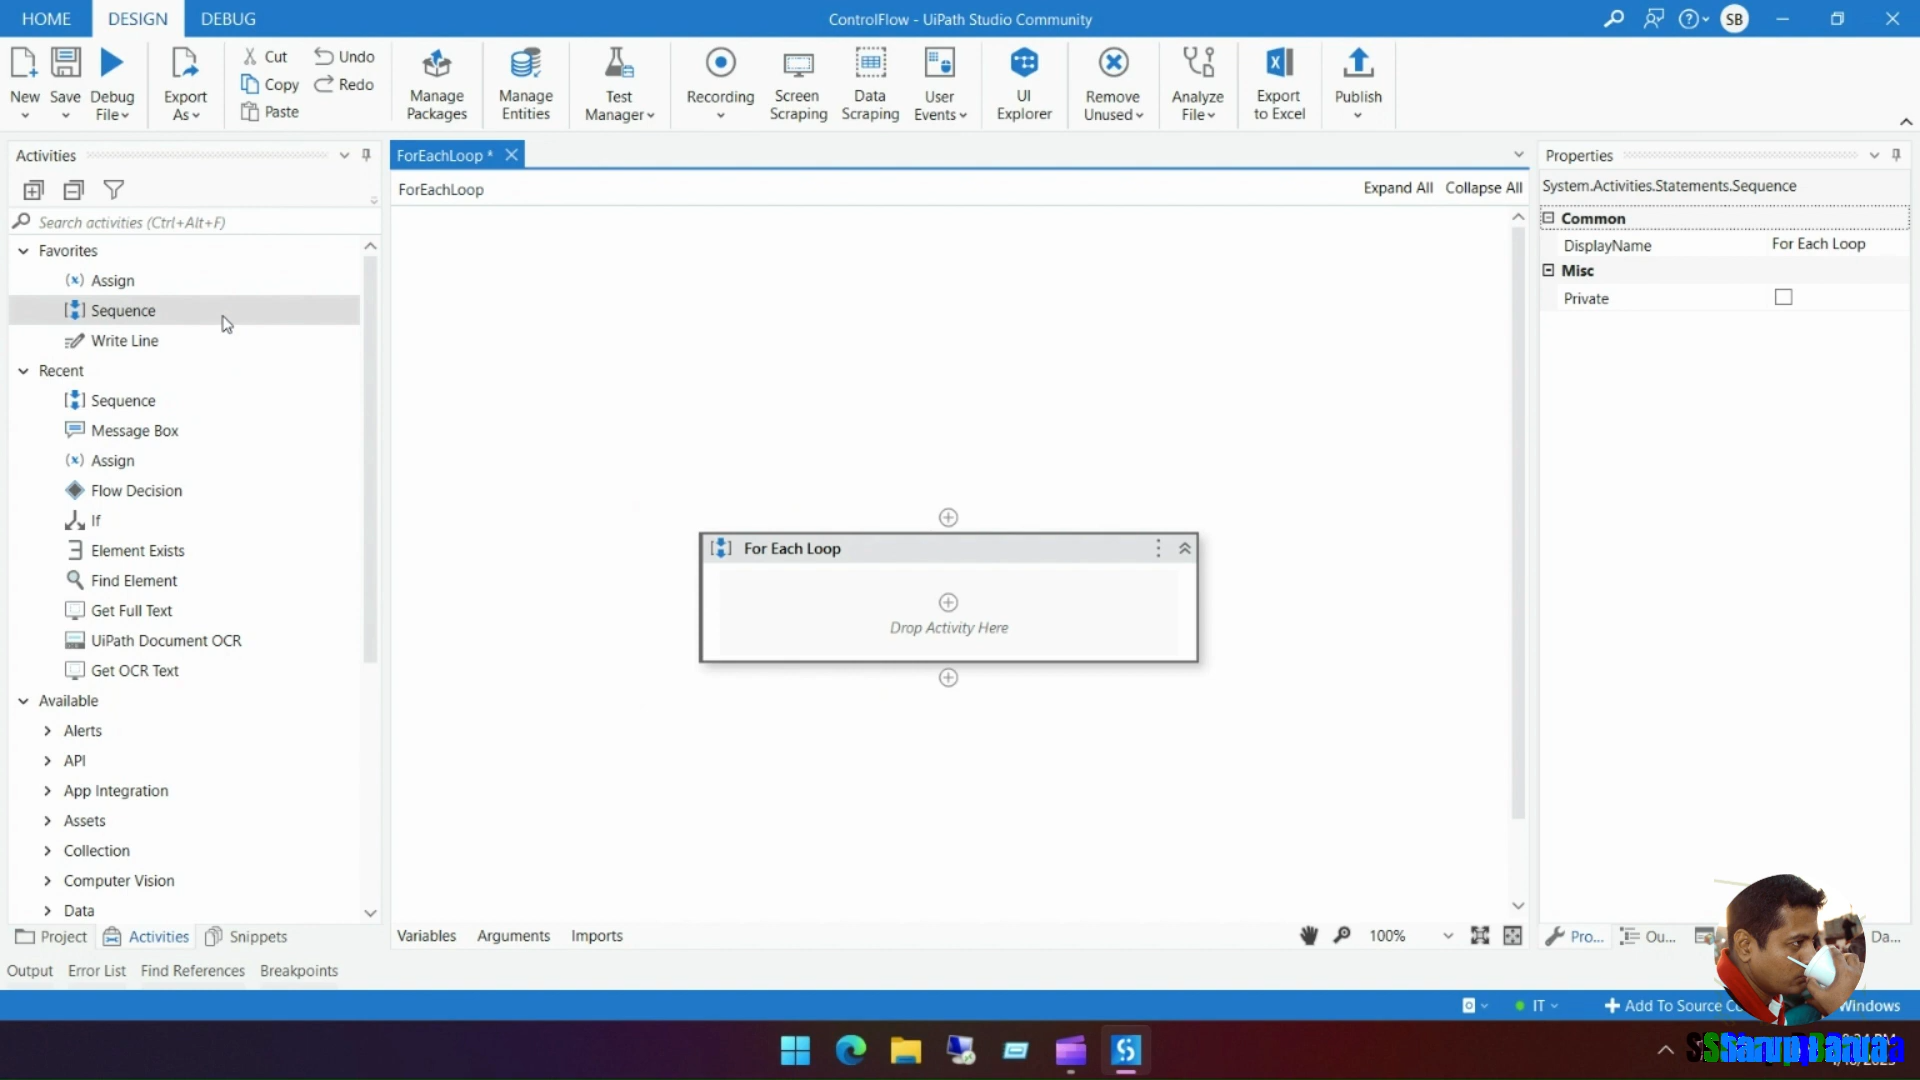 HOME DESIGN DEBUG ControlFlow - UiPath Studio Community SB
New Save Debug File Export As Cut Copy Paste Undo Redo Manage Packages Manage Entities Test Manager Recording Screen Scraping Data Scraping User Events UI Explorer Remove Unused Analyze File Export to Excel Publish
Activities
Search activities (Ctrl+Alt+F)
Favorites
Assign
Sequence
Write Line
Recent
Sequence
Message Box
Assign
Flow Decision
If
Element Exists
Find Element
Get Full Text
UiPath Document OCR
Get OCR Text
Available
Alerts
API
App Integration
Assets
Collection
Computer Vision
Data
Project Activities Snippets
ForEachLoop *
ForEachLoop Expand All Collapse All
For Each Loop
Drop Activity Here
Variables Arguments Imports 100%
Properties
System.Activities.Statements.Sequence
Common
DisplayName For Each Loop
Misc
Private
Pro... Ou... Da...
Output Error List Find References Breakpoints
IT Add To Source Windows